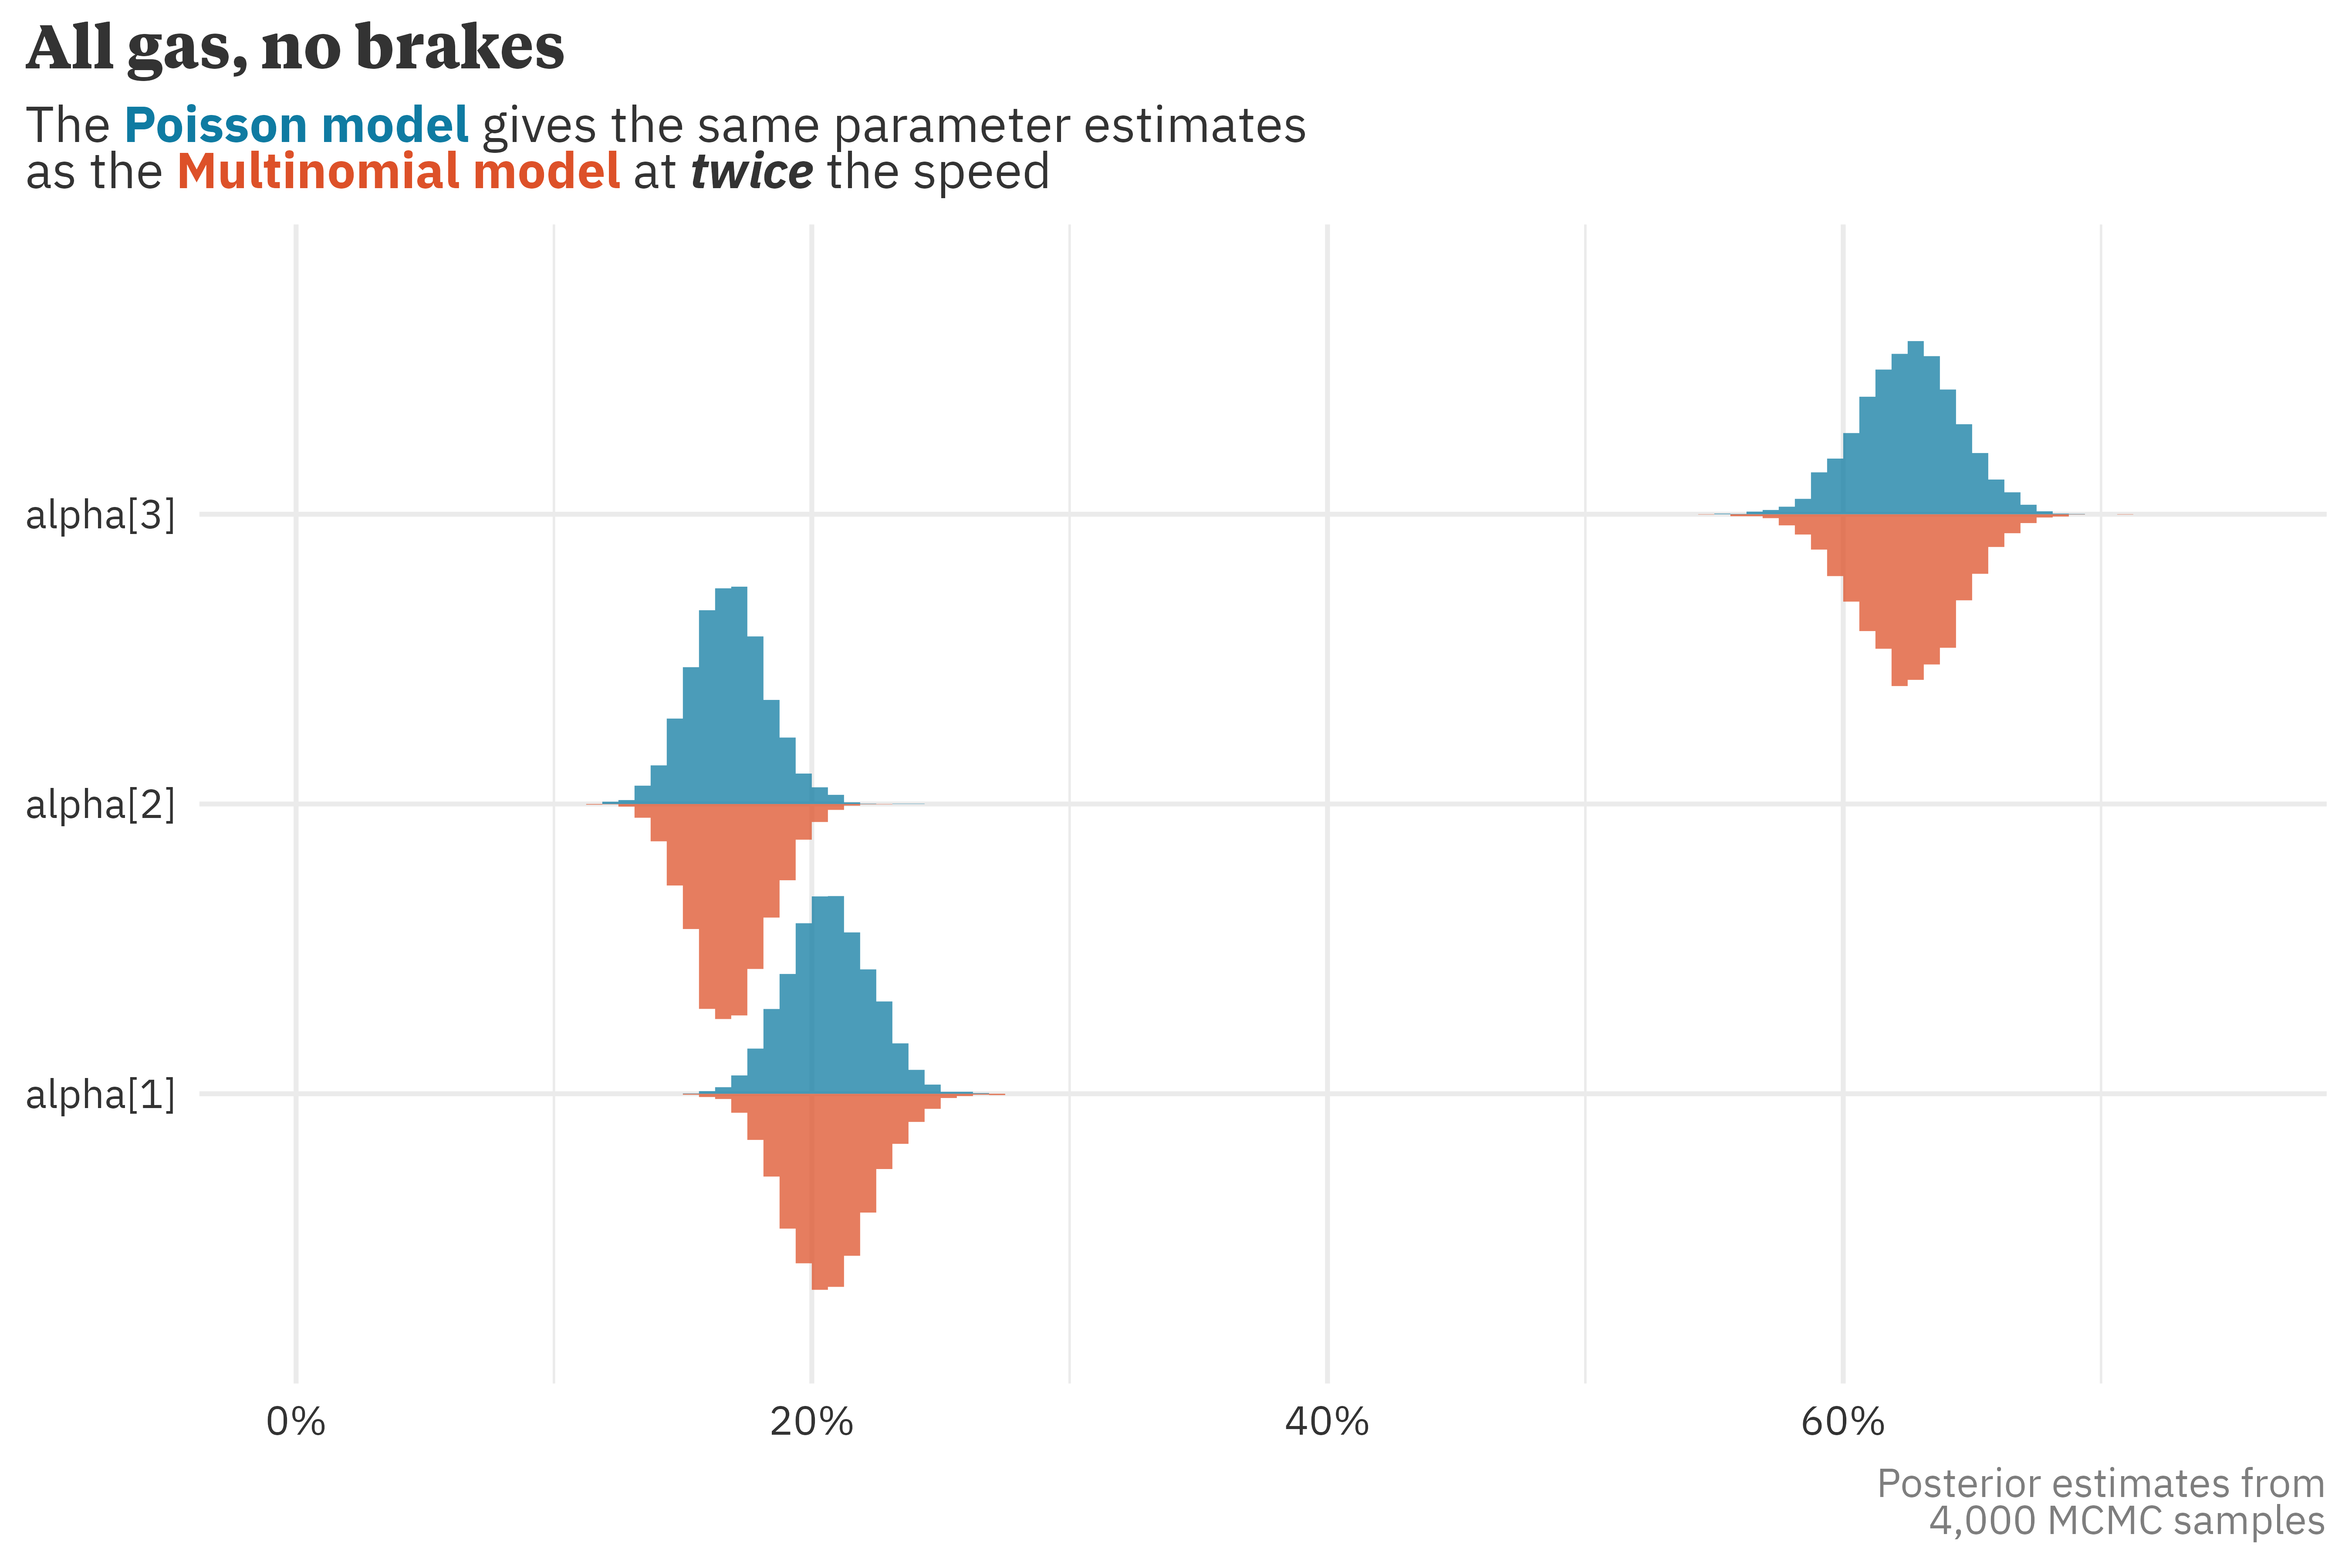 All gas, no brakes
The Poisson model gives the same parameter estimates
as the Multinomial model at twice the speed
alpha[3]
alpha[2]
alpha[1]
0%
20%
40%
60%
Posterior estimates from
4,000 MCMC samples